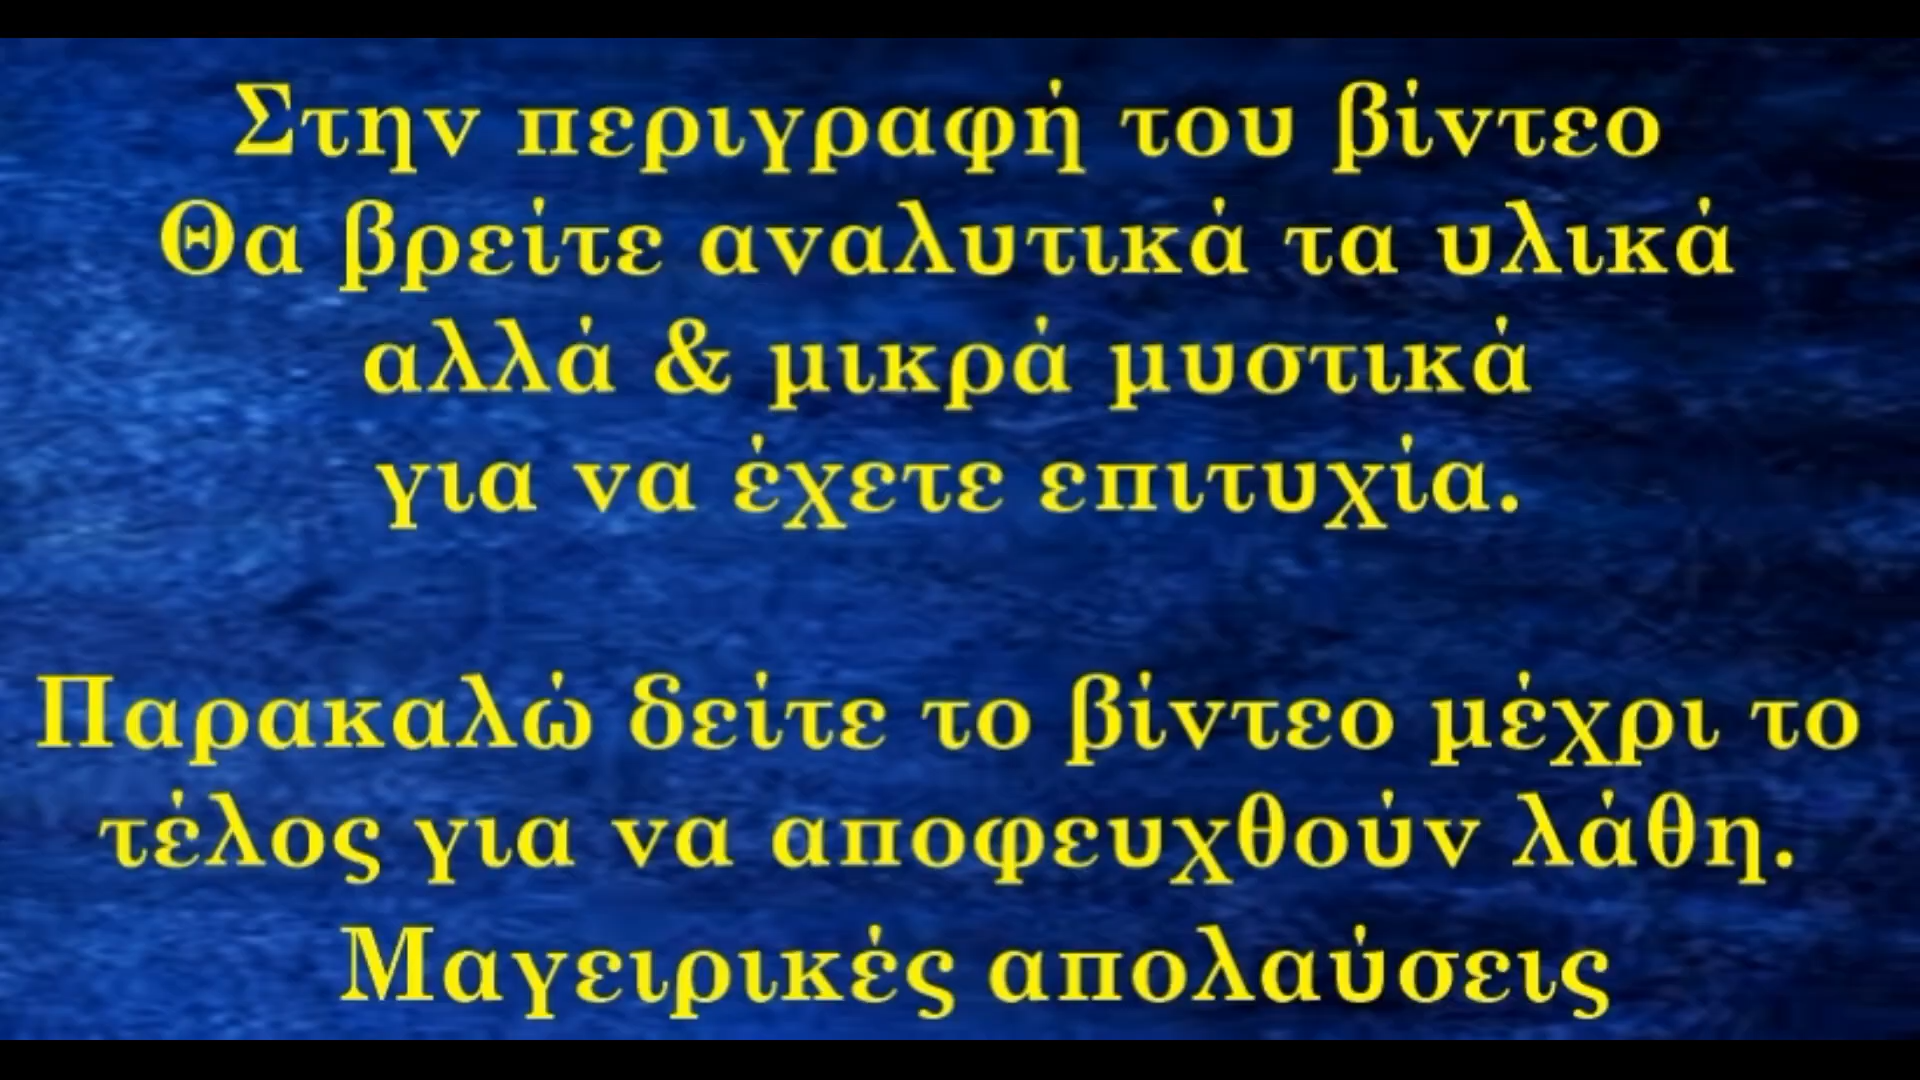 Στην περιγραφή του βίντεο
Θα βρείτε αναλυτικά τα υλικά
αλλά & μικρά μυστικά
για να έχετε επιτυχία.
Παρακαλώ δείτε το βίντεο μέχρι το
τέλος για να αποφευχθούν λάθη.
Μαγειρικές απολαύσεις